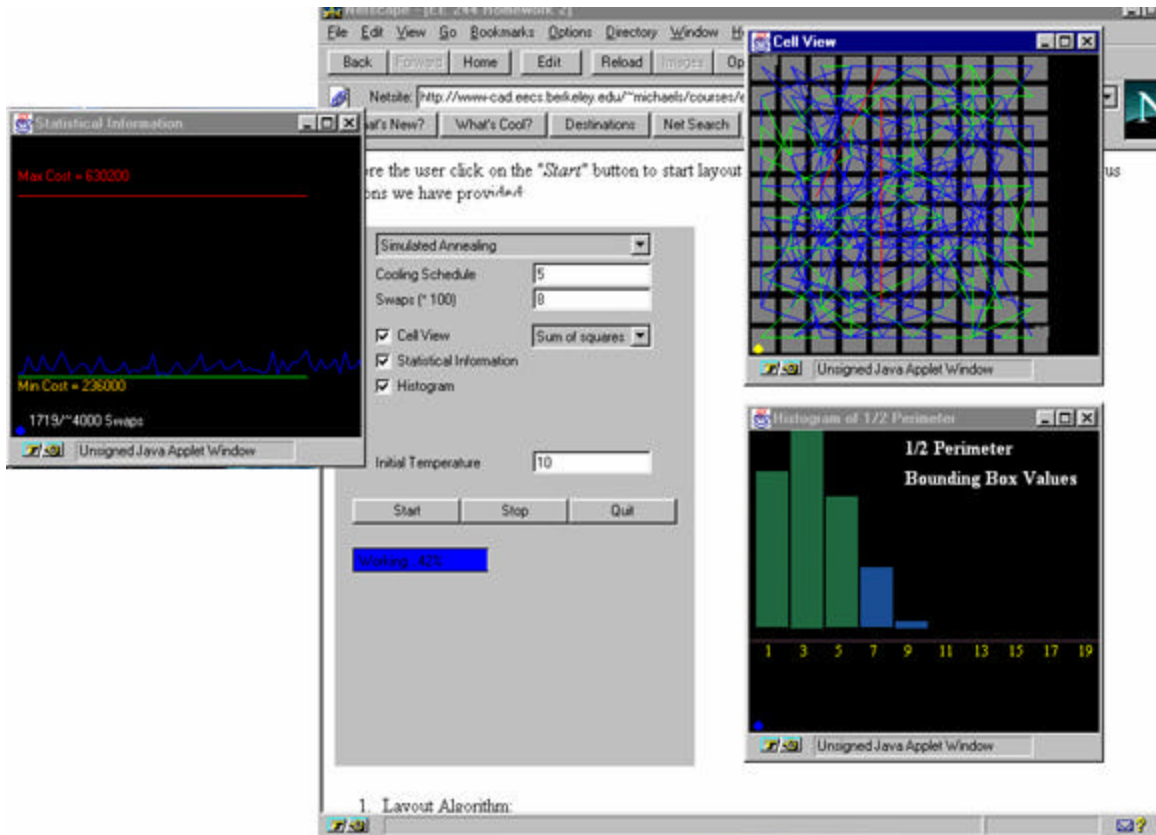 Netscape - [EE 244 Homework 2]
File Edit View Go Bookmarks Options Directory Window
Back Forward Home Edit Reload Images
Netsite: http://www-cad.eecs.berkeley.edu/~michaels/courses/
What's Cool? Destinations Net Search
the user click on the "Start" button to start layout
we have provided:
Simulated Annealing
Cooling Schedule 5
Swaps (* 100) 8
Cell View Sum of squares
Statistical Information
Histogram
Initial Temperature 10
Start Stop Quit
Working : 42%
1. Layout Algorithm:
Statistical Information
Max Cost = 630200
Min Cost = 236000
1719/~4000 Swaps
Unsigned Java Applet Window
Cell View
Unsigned Java Applet Window
Histogram of 1/2 Perimeter
1/2 Perimeter
Bounding Box Values
1 3 5 7 9 11 13 15 17 19
Unsigned Java Applet Window